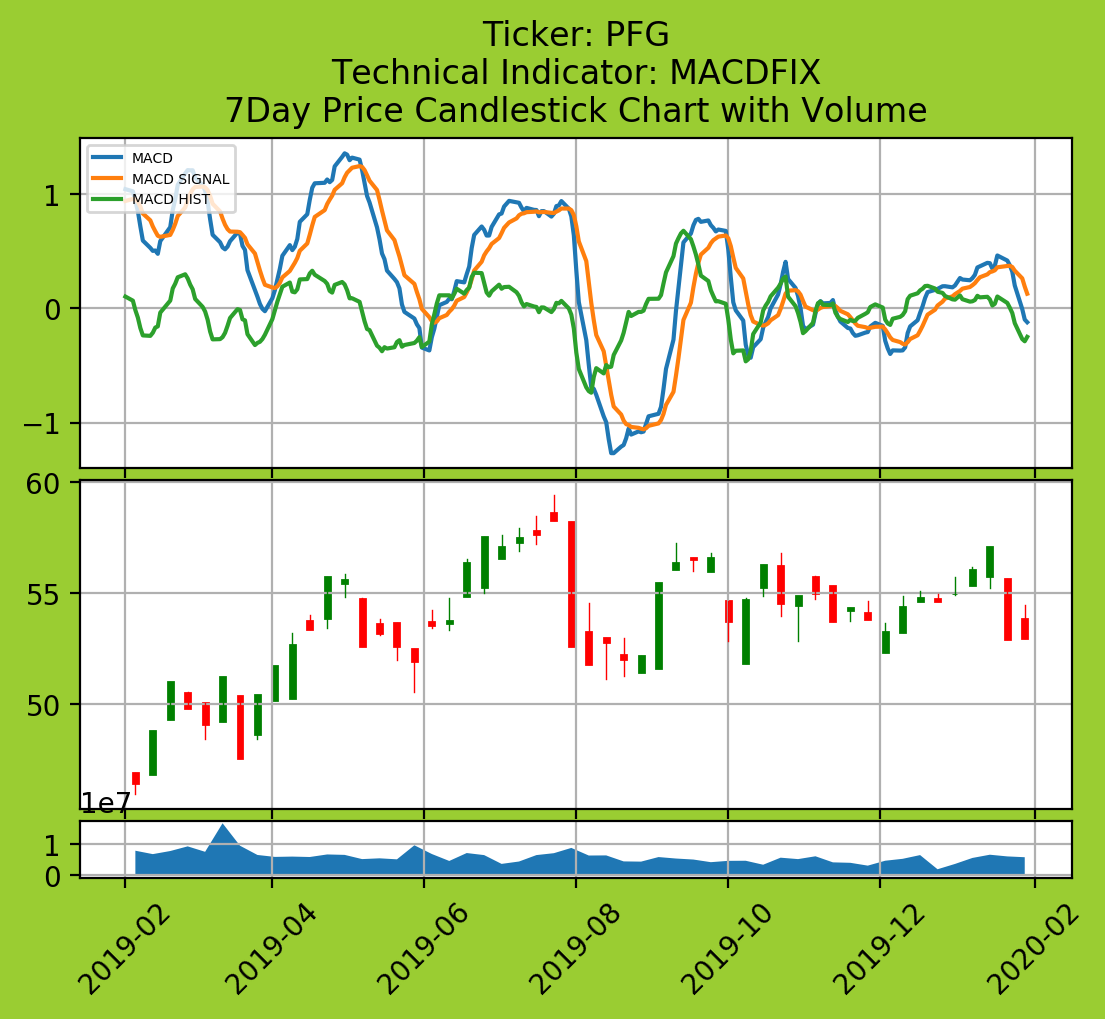 Ticker: PFG
Technical Indicator: MACDFIX
7Day Price Candlestick Chart with Volume
MACD
MACD SIGNAL
MACD HIST
1
0
−1
60
55
50
1e7
1
0
2019-02
2019-04
2019-06
2019-08
2019-10
2019-12
2020-02